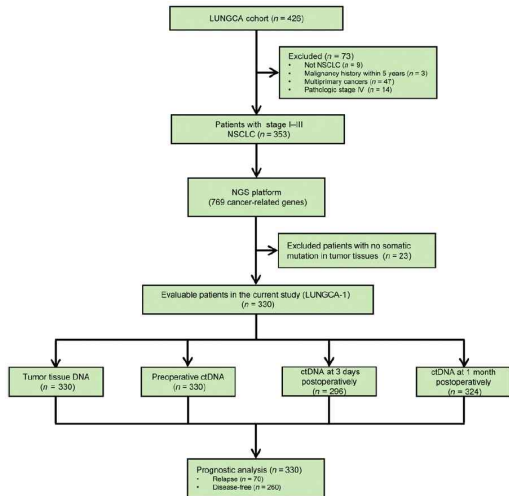 LUNGCA cohort (n = 426)
Excluded (n = 73)
• Not NSCLC (n = 9)
• Malignancy history within 5 years (n = 3)
• Multiprimary cancers (n = 47)
• Pathologic stage IV (n = 14)
Patients with stage I–III
NSCLC (n = 353)
NGS platform
(769 cancer-related genes)
Excluded patients with no somatic
mutation in tumor tissues (n = 23)
Evaluable patients in the current study (LUNGCA-1)
(n = 330)
Tumor tissue DNA
(n = 330)
Preoperative ctDNA
(n = 330)
ctDNA at 3 days
postoperatively
(n = 296)
ctDNA at 1 month
postoperatively
(n = 324)
Prognostic analysis (n = 330)
• Relapse (n = 70)
• Disease-free (n = 260)